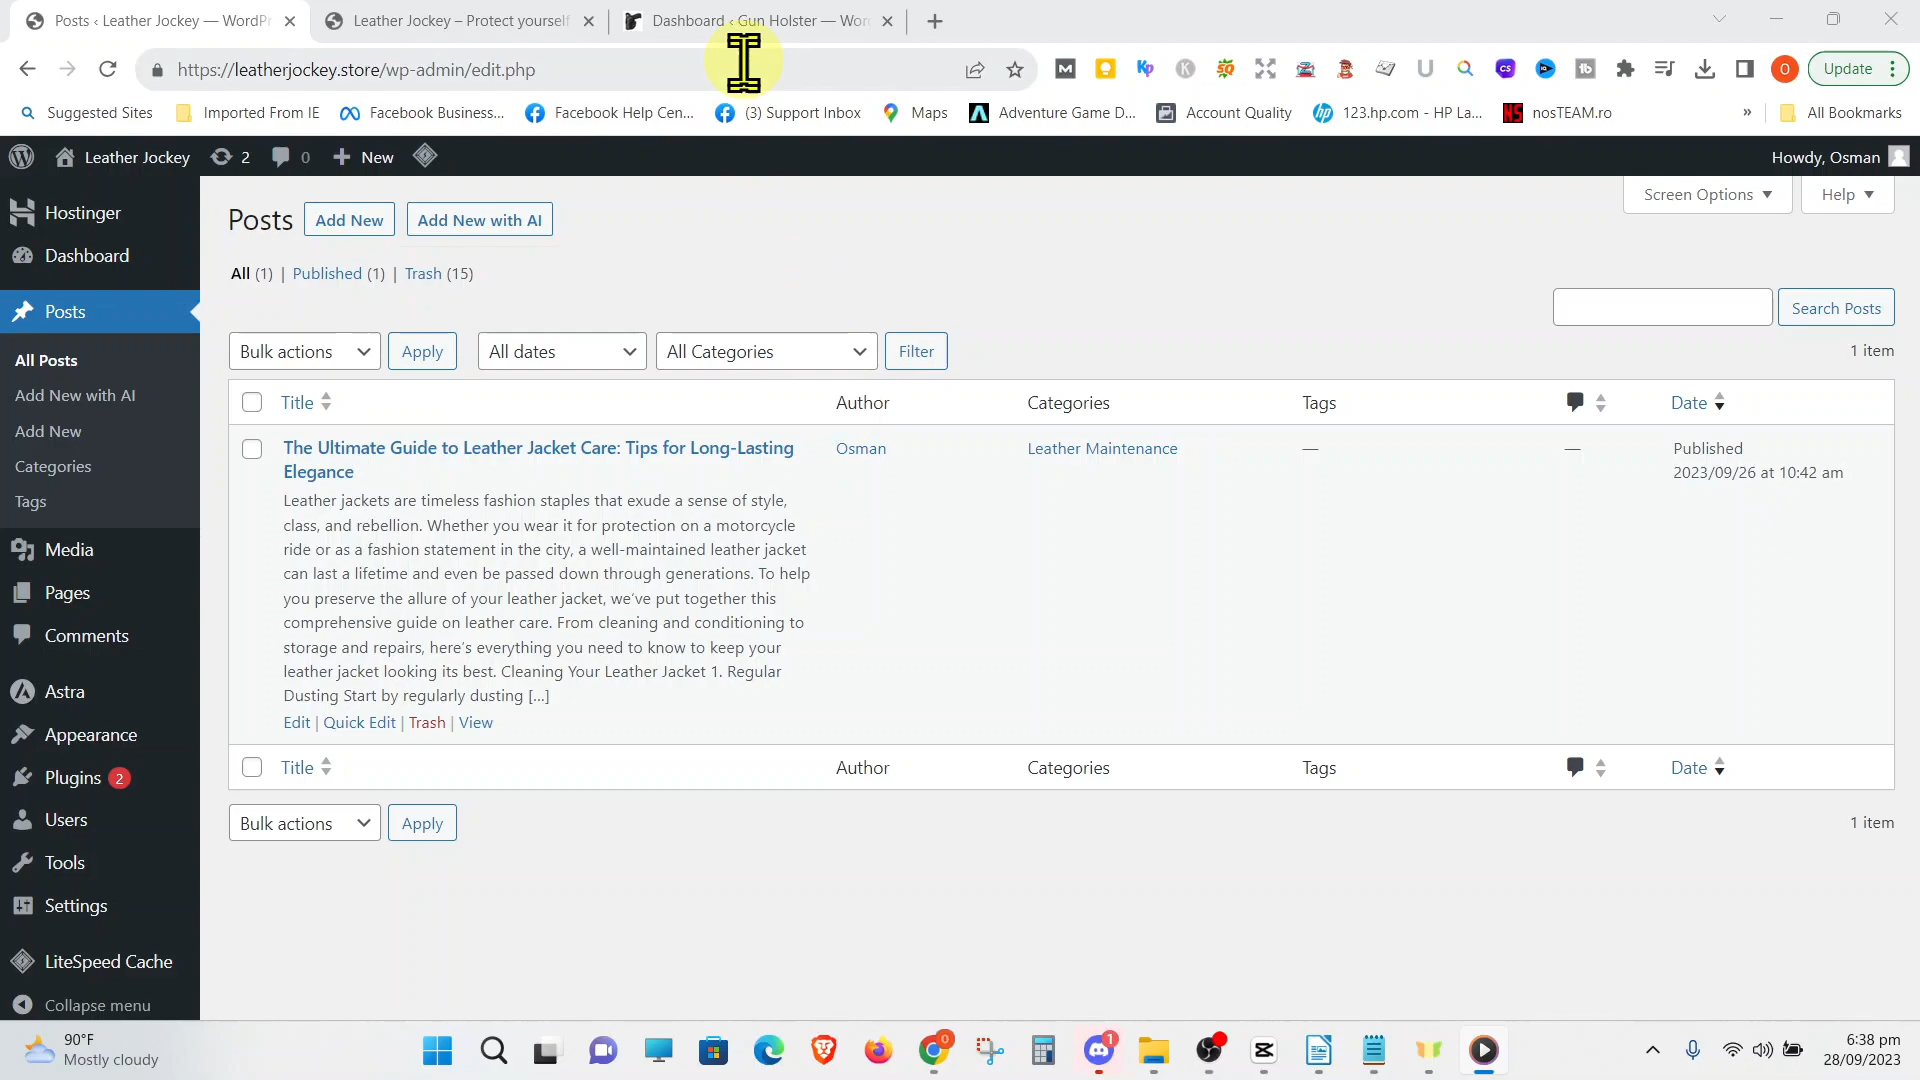 Posts ‹ Leather Jockey — WordPr
Leather Jockey – Protect yourself
Dashboard ‹ Gun Holster — Wor
https://leatherjockey.store/wp-admin/edit.php
Update
Suggested Sites
Imported From IE
Facebook Business...
Facebook Help Cen...
(3) Support Inbox
Maps
Adventure Game D...
Account Quality
123.hp.com - HP La...
nosTEAM.ro
»
All Bookmarks
Leather Jockey
2
0
New
Howdy, Osman
Hostinger
Dashboard
Posts
All Posts
Add New with AI
Add New
Categories
Tags
Media
Pages
Comments
Astra
Appearance
Plugins 2
Users
Tools
Settings
LiteSpeed Cache
Collapse menu
Screen Options
Help
Posts
Add New
Add New with AI
All (1) | Published (1) | Trash (15)
Search Posts
Bulk actions
Apply
All dates
All Categories
Filter
1 item
Title
Author
Categories
Tags
Date
The Ultimate Guide to Leather Jacket Care: Tips for Long-Lasting
Elegance
Osman
Leather Maintenance
—
—
Published
2023/09/26 at 10:42 am
Leather jackets are timeless fashion staples that exude a sense of style,
class, and rebellion. Whether you wear it for protection on a motorcycle
ride or as a fashion statement in the city, a well-maintained leather jacket
can last a lifetime and even be passed down through generations. To help
you preserve the allure of your leather jacket, we've put together this
comprehensive guide on leather care. From cleaning and conditioning to
storage and repairs, here's everything you need to know to keep your
leather jacket looking its best. Cleaning Your Leather Jacket 1. Regular
Dusting Start by regularly dusting [...]
Edit | Quick Edit | Trash | View
Title
Author
Categories
Tags
Date
Bulk actions
Apply
1 item
90°F
Mostly cloudy
6:38 pm
28/09/2023